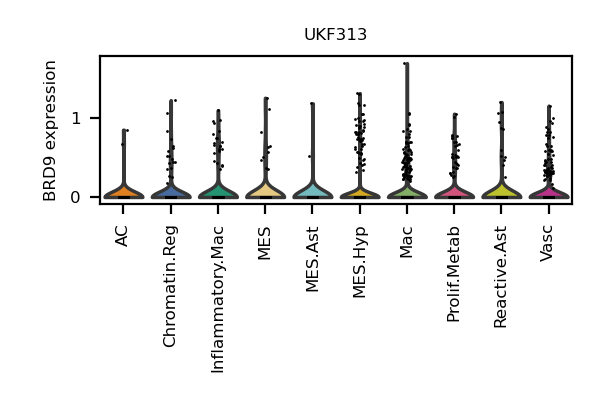 UKF313
BRD9 expression
1
0
AC
Chromatin.Reg
Inflammatory.Mac
MES
MES.Ast
MES.Hyp
Mac
Prolif.Metab
Reactive.Ast
Vasc